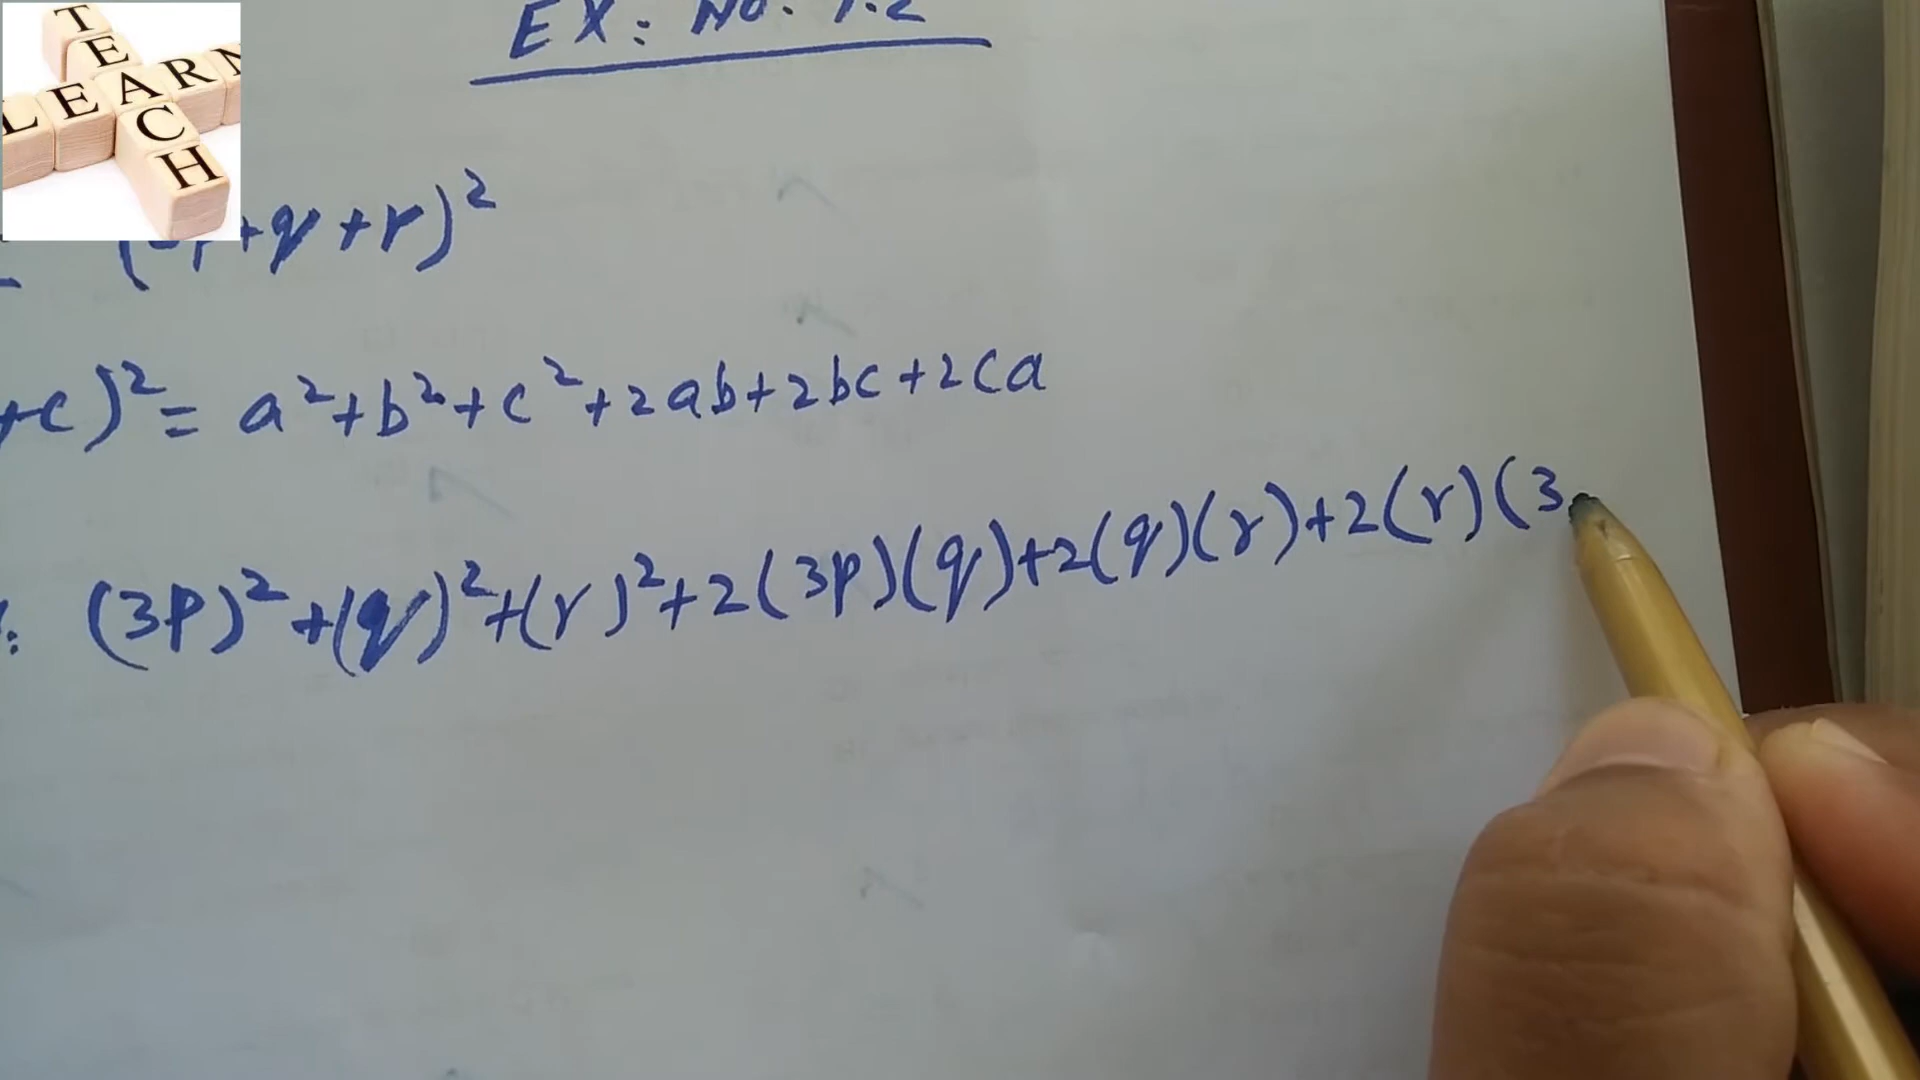 TEACH
LEARN
EX: NO:
+q+r)²
+c)² = a²+b²+c²+2ab+2bc+2ca
: (3p)²+(q)²+(r)²+2(3p)(q)+2(q)(r)+2(r)(3